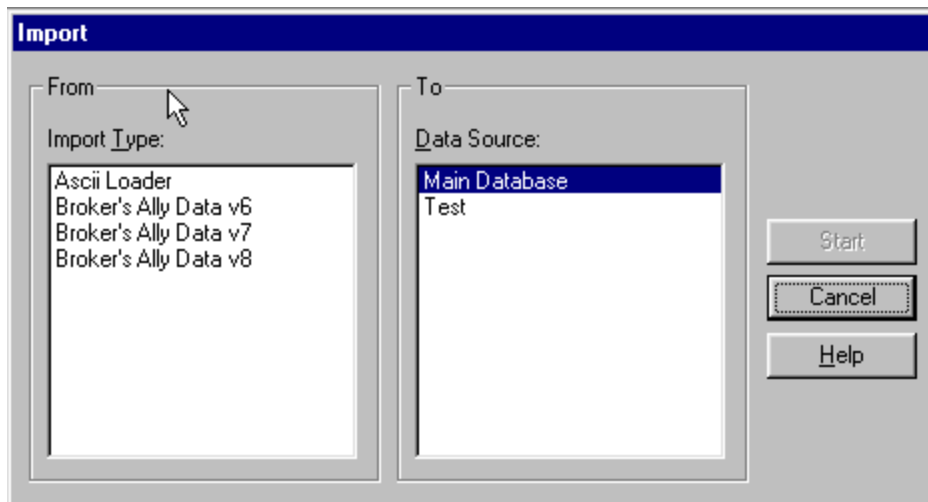 Import
From
Import Type:
Ascii Loader
Broker's Ally Data v6
Broker's Ally Data v7
Broker's Ally Data v8
To
Data Source:
Main Database
Test
Start
Cancel
Help